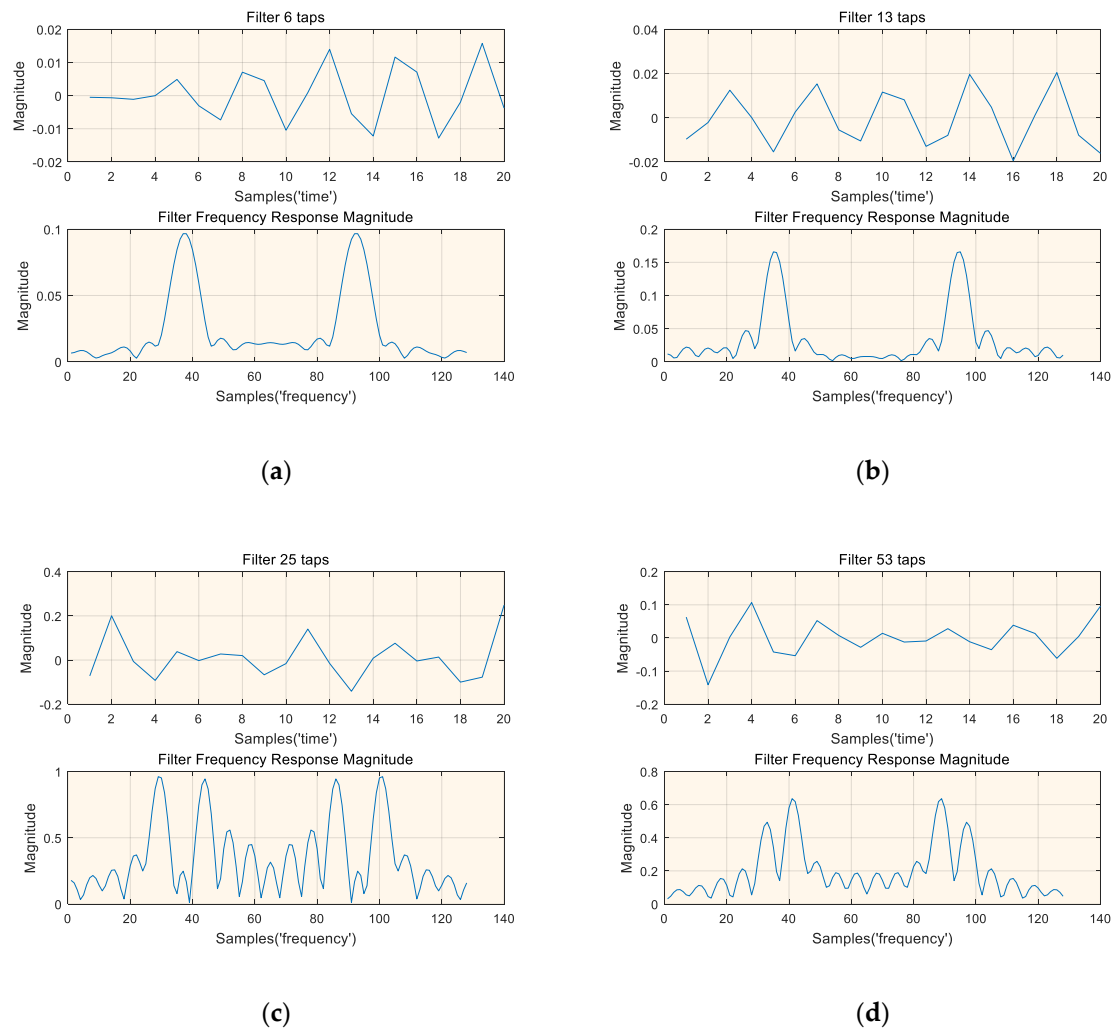 Filter 6 taps
0.02
0.01
0
-0.01
-0.02
Magnitude
0 2 4 6 8 10 12 14 16 18 20
Samples('time')
Filter Frequency Response Magnitude
0.1
0.05
0
Magnitude
0 20 40 60 80 100 120 140
Samples('frequency')
(a)
Filter 13 taps
0.04
0.02
0
-0.02
Magnitude
0 2 4 6 8 10 12 14 16 18 20
Samples('time')
Filter Frequency Response Magnitude
0.2
0.15
0.1
0.05
0
Magnitude
0 20 40 60 80 100 120 140
Samples('frequency')
(b)
Filter 25 taps
0.4
0.2
0
-0.2
Magnitude
0 2 4 6 8 10 12 14 16 18 20
Samples('time')
Filter Frequency Response Magnitude
1
0.5
0
Magnitude
0 20 40 60 80 100 120 140
Samples('frequency')
(c)
Filter 53 taps
0.2
0.1
0
-0.1
-0.2
Magnitude
0 2 4 6 8 10 12 14 16 18 20
Samples('time')
Filter Frequency Response Magnitude
0.8
0.6
0.4
0.2
0
Magnitude
0 20 40 60 80 100 120 140
Samples('frequency')
(d)